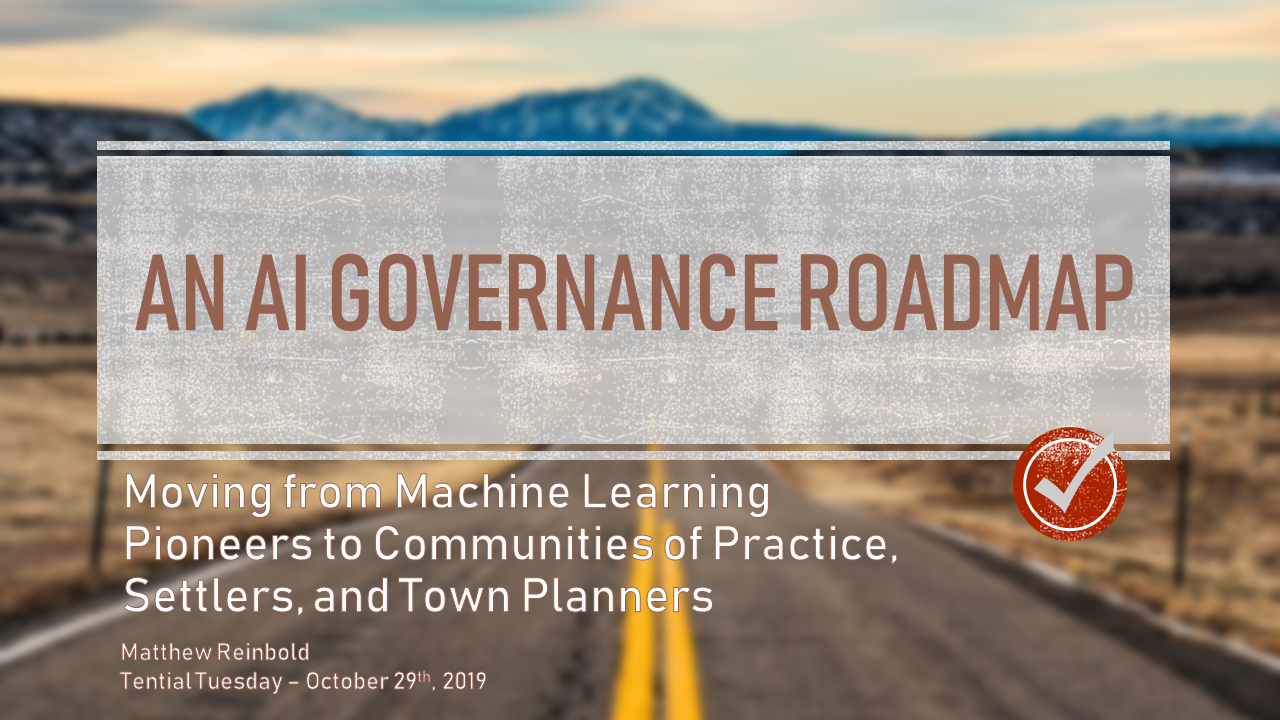 AN AI GOVERNANCE ROADMAP
Moving from Machine Learning
Pioneers to Communities of Practice,
Settlers, and Town Planners
Matthew Reinbold
Tential Tuesday – October 29th, 2019